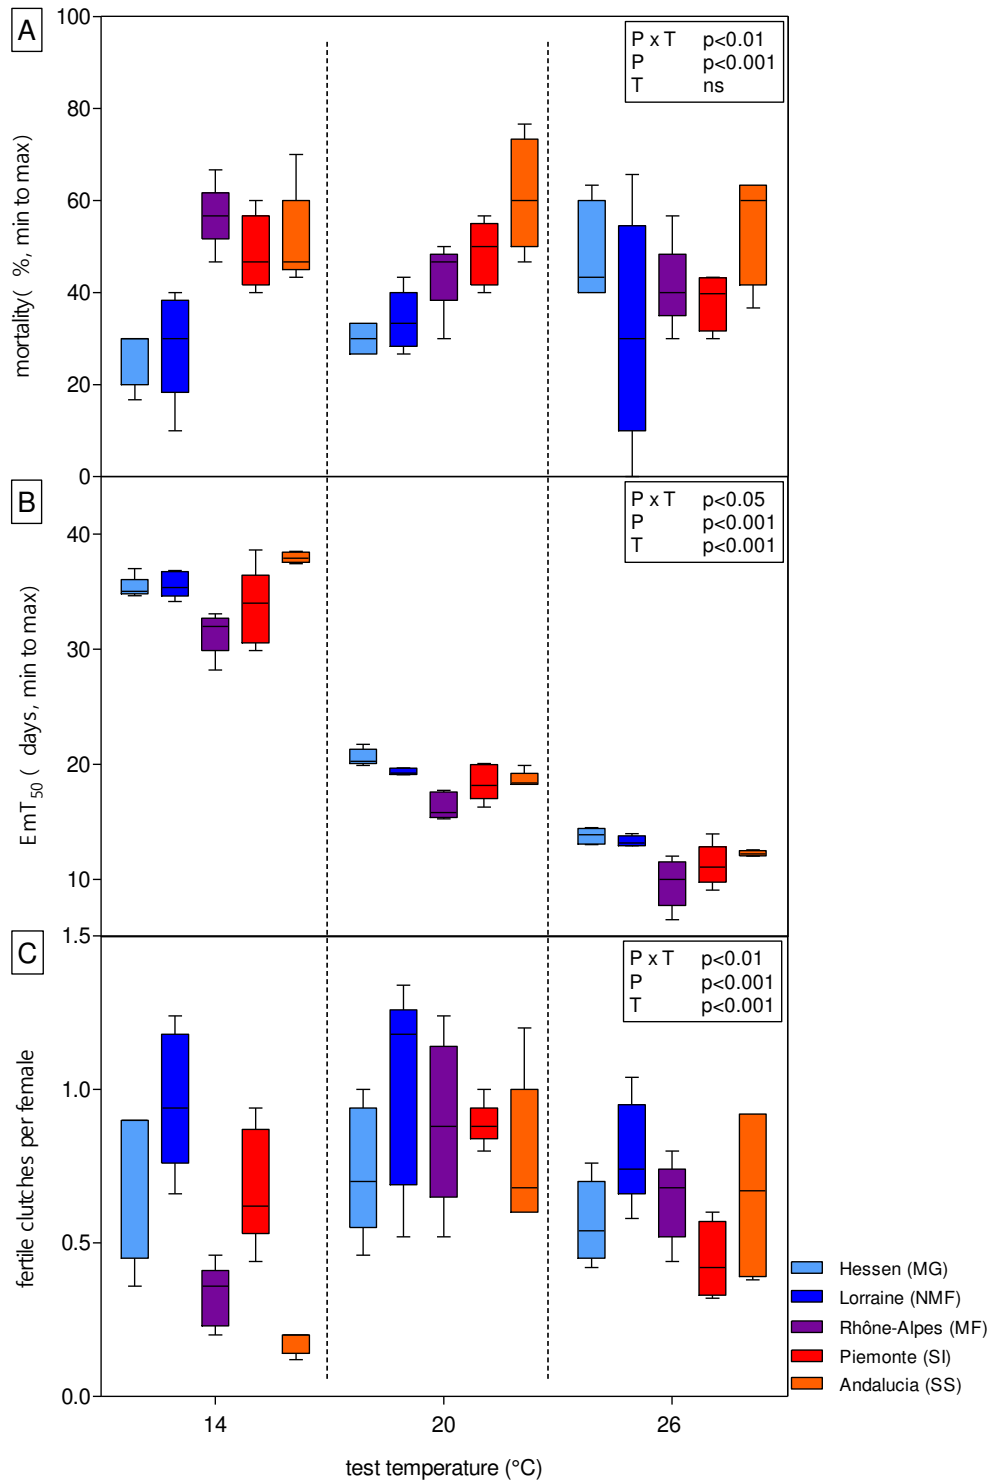 A
100
80
60
40
20
0
mortality( %, min to max)
P x T p<0.01
P p<0.001
T ns
B
40
30
20
10
EmT50 ( days, min to max)
P x T p<0.05
P p<0.001
T p<0.001
C
1.5
1.0
0.5
0.0
fertile clutches per female
P x T p<0.01
P p<0.001
T p<0.001
Hessen (MG)
Lorraine (NMF)
Rhône-Alpes (MF)
Piemonte (SI)
Andalucia (SS)
14 20 26
test temperature (°C)